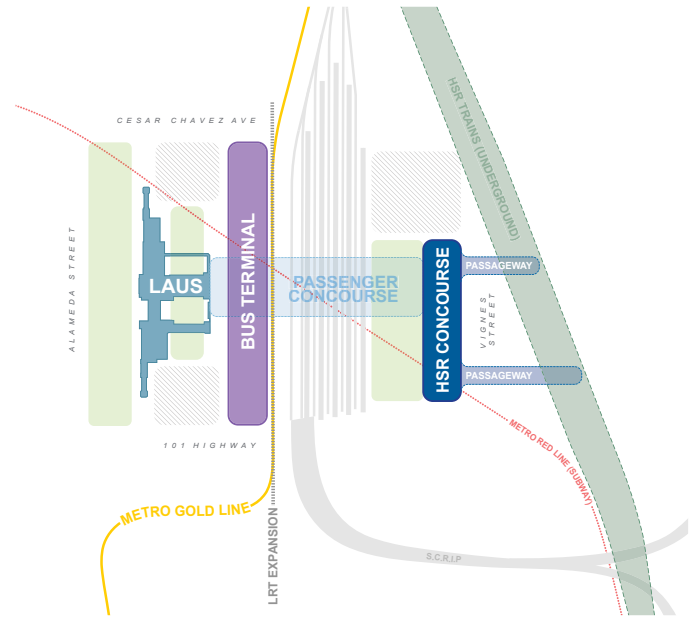 CESAR CHAVEZ AVE
HSR TRAINS (UNDERGROUND)
ALAMEDA STREET
LAUS
BUS TERMINAL
PASSENGER
CONCOURSE
HSR CONCOURSE
PASSAGEWAY
VIGNES
STREET
PASSAGEWAY
101 HIGHWAY
METRO RED LINE (SUBWAY)
METRO GOLD LINE
LRT EXPANSION
S.C.R.I.P